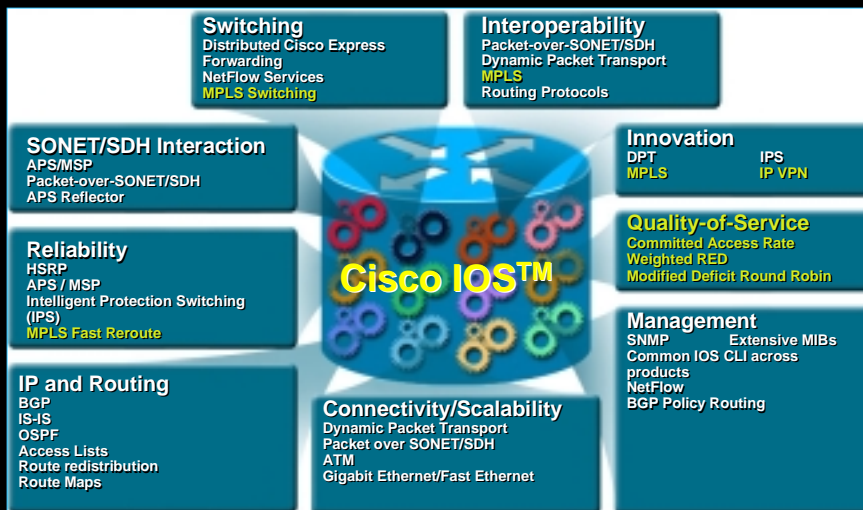 Switching
Distributed Cisco Express
Forwarding
NetFlow Services
MPLS Switching
Interoperability
Packet-over-SONET/SDH
Dynamic Packet Transport
MPLS
Routing Protocols
SONET/SDH Interaction
APS/MSP
Packet-over-SONET/SDH
APS Reflector
Innovation
DPT IPS
MPLS IP VPN
Reliability
HSRP
APS / MSP
Intelligent Protection Switching
(IPS)
MPLS Fast Reroute
Cisco IOS™
Quality-of-Service
Committed Access Rate
Weighted RED
Modified Deficit Round Robin
Management
SNMP Extensive MIBs
Common IOS CLI across
products
NetFlow
BGP Policy Routing
IP and Routing
BGP
IS-IS
OSPF
Access Lists
Route redistribution
Route Maps
Connectivity/Scalability
Dynamic Packet Transport
Packet over SONET/SDH
ATM
Gigabit Ethernet/Fast Ethernet